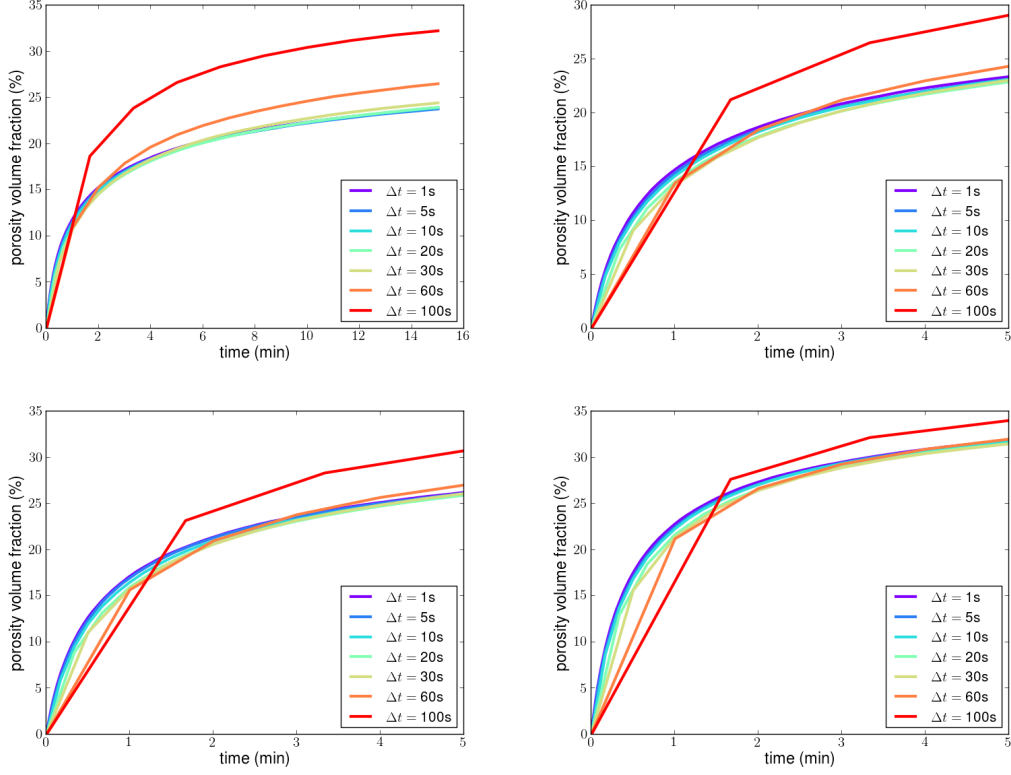 35
30
25
20
15
10
5
0
porosity volume fraction (%)
Δt = 1s
Δt = 5s
Δt = 10s
Δt = 20s
Δt = 30s
Δt = 60s
Δt = 100s
0 2 4 6 8 10 12 14 16
time (min)
30
25
20
15
10
5
0
porosity volume fraction (%)
Δt = 1s
Δt = 5s
Δt = 10s
Δt = 20s
Δt = 30s
Δt = 60s
Δt = 100s
0 1 2 3 4 5
time (min)
35
30
25
20
15
10
5
0
porosity volume fraction (%)
Δt = 1s
Δt = 5s
Δt = 10s
Δt = 20s
Δt = 30s
Δt = 60s
Δt = 100s
0 1 2 3 4 5
time (min)
35
30
25
20
15
10
5
0
porosity volume fraction (%)
Δt = 1s
Δt = 5s
Δt = 10s
Δt = 20s
Δt = 30s
Δt = 60s
Δt = 100s
0 1 2 3 4 5
time (min)